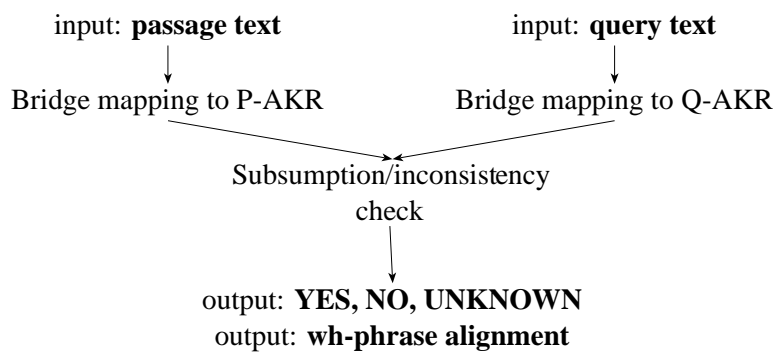 input: passage text
input: query text
Bridge mapping to P-AKR
Bridge mapping to Q-AKR
Subsumption/inconsistency
check
output: YES, NO, UNKNOWN
output: wh-phrase alignment